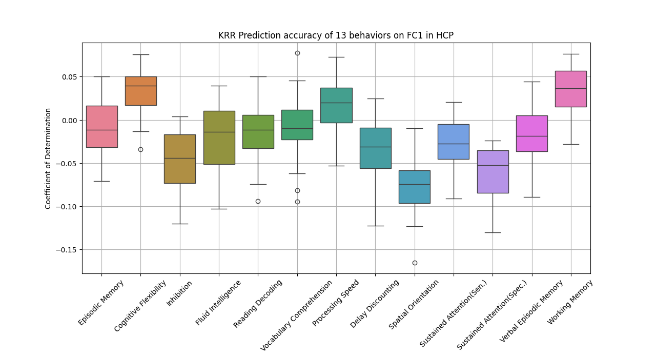 KRR Prediction accuracy of 13 behaviors on FC1 in HCP
Coefficient of Determination
0.05
0.00
−0.05
−0.10
−0.15
Episodic Memory
Cognitive Flexibility
Inhibition
Fluid Intelligence
Reading Decoding
Vocabulary Comprehension
Processing Speed
Delay Discounting
Spatial Orientation
Sustained Attention(Sen.)
Sustained Attention(Spec.)
Verbal Episodic Memory
Working Memory